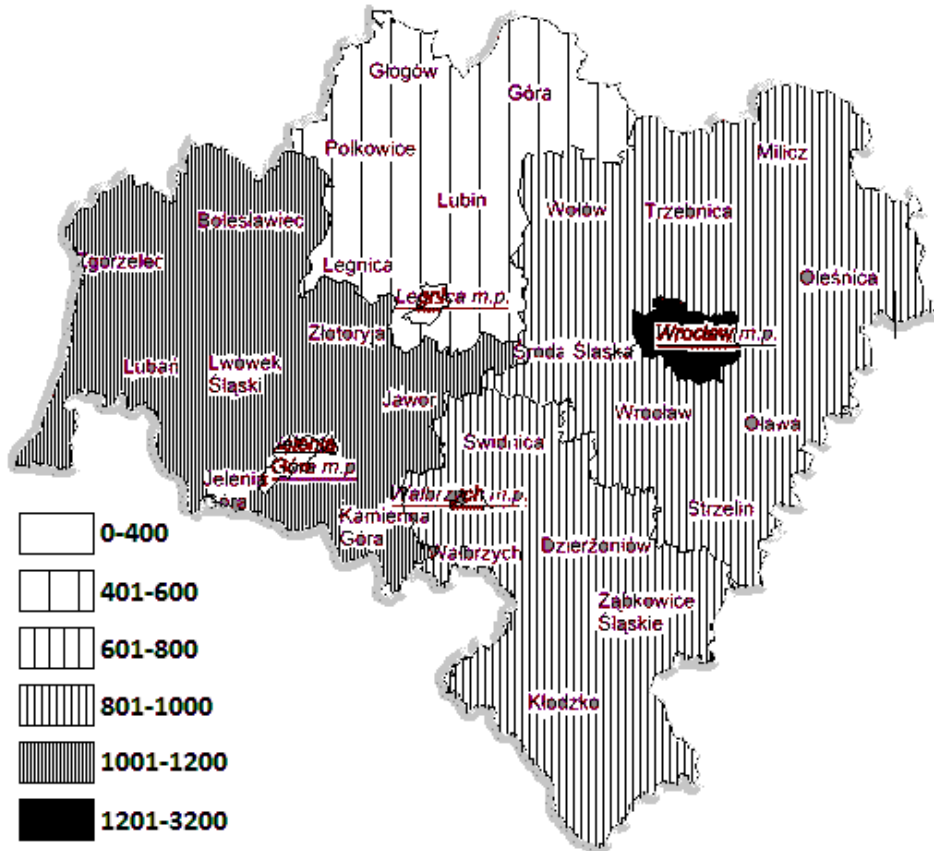 Głogów
Góra
Polkowice
Milicz
Lubin
Wołów
Trzebnica
Bolesławiec
Zgorzelec
Legnica
Oleśnica
Legnica m.p.
Złotoryja
Wrocław m.p.
Środa Śląska
Lubań
Lwówek
Śląski
Jawor
Wrocław
Oława
Świdnica
Jelenia
Góra m.p.
Jelenia
Góra
Wałbrzych m.p.
Kamienna
Góra
Strzelin
Wałbrzych
Dzierżoniów
Ząbkowice
Śląskie
Kłodzko
0-400
401-600
601-800
801-1000
1001-1200
1201-3200